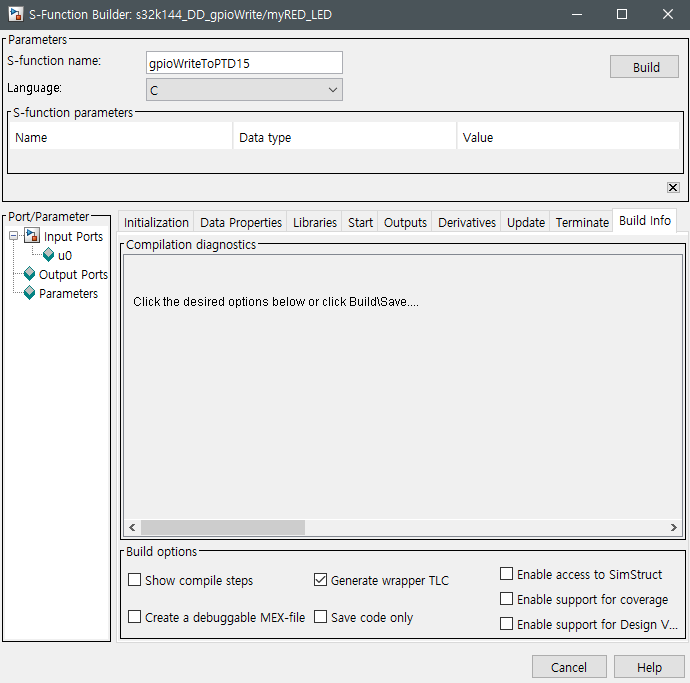 S-Function Builder: s32k144_DD_gpioWrite/myRED_LED
Parameters
S-function name:
gpioWriteToPTD15
Build
Language:
C
S-function parameters
Name Data type Value
Port/Parameter
Input Ports
u0
Output Ports
Parameters
Initialization Data Properties Libraries Start Outputs Derivatives Update Terminate Build Info
Compilation diagnostics
Click the desired options below or click Build\Save....
Build options
Show compile steps
Generate wrapper TLC
Enable access to SimStruct
Enable support for coverage
Create a debuggable MEX-file
Save code only
Enable support for Design V...
Cancel
Help